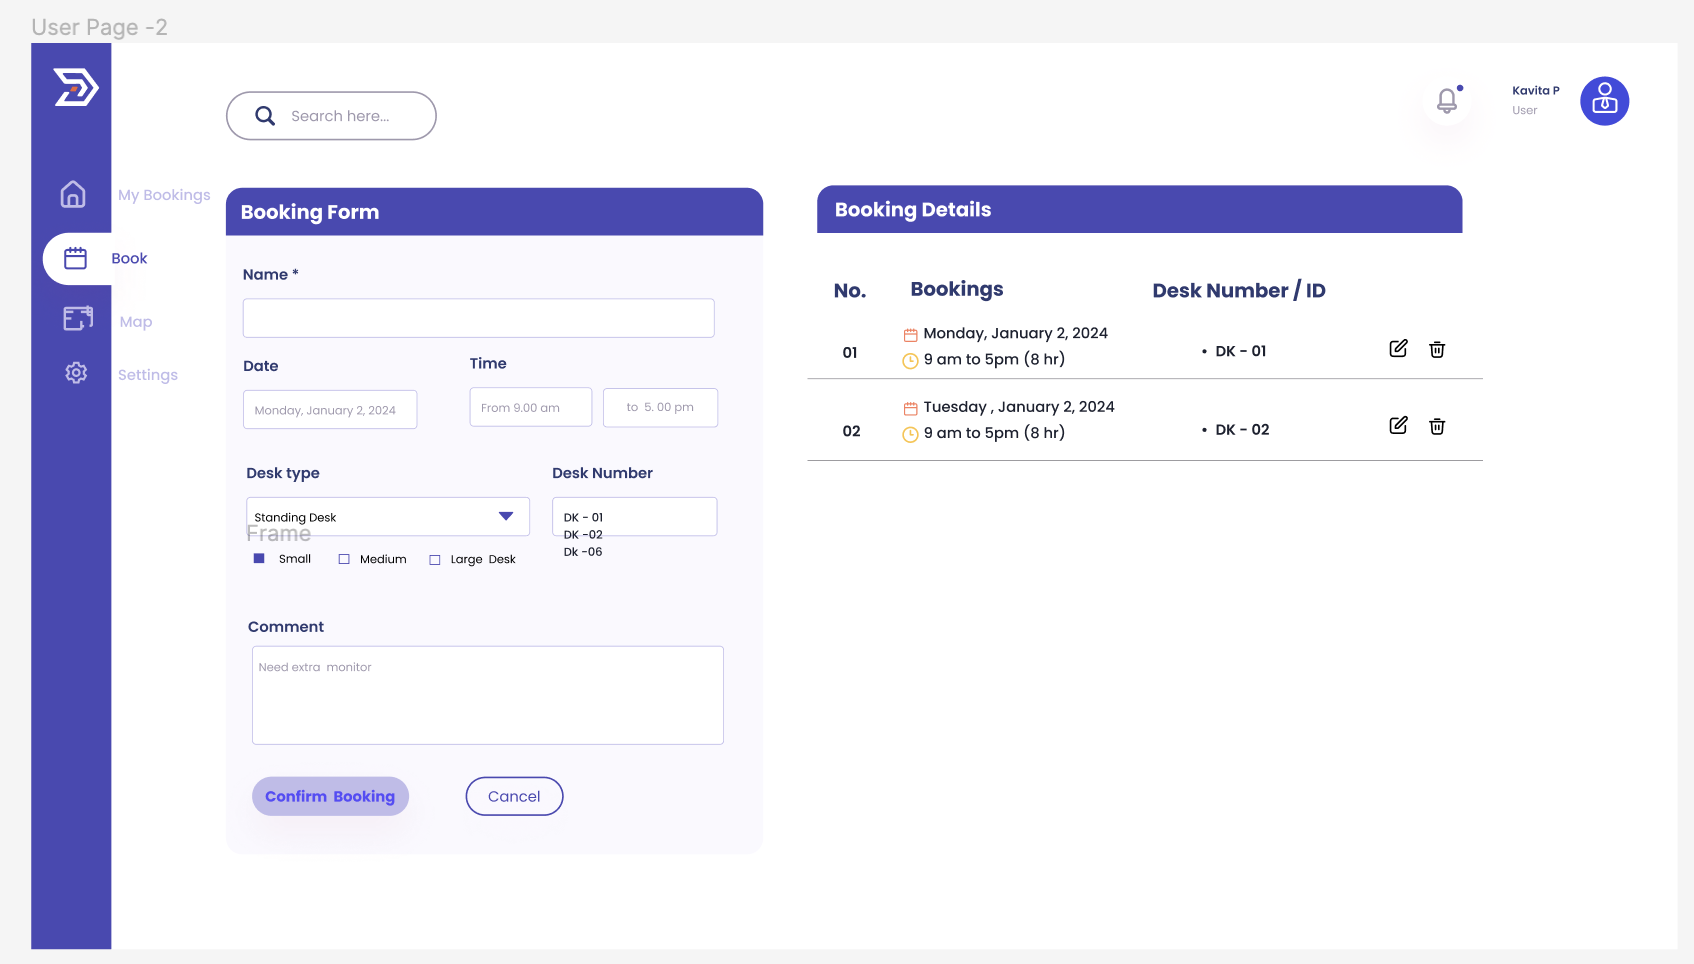 User Page -2
Search here...
Kavita P
User
My Bookings
Book
Map
Settings
Booking Form
Name *
Date
Time
Monday, January 2, 2024
From 9.00 am
to 5. 00 pm
Desk type
Desk Number
Standing Desk
Frame
DK - 01
DK -02
Dk -06
Small
Medium
Large Desk
Comment
Need extra monitor
Confirm Booking
Cancel
Booking Details
No.
Bookings
Desk Number / ID
01
Monday, January 2, 2024
9 am to 5pm (8 hr)
• DK - 01
02
Tuesday , January 2, 2024
9 am to 5pm (8 hr)
• DK - 02